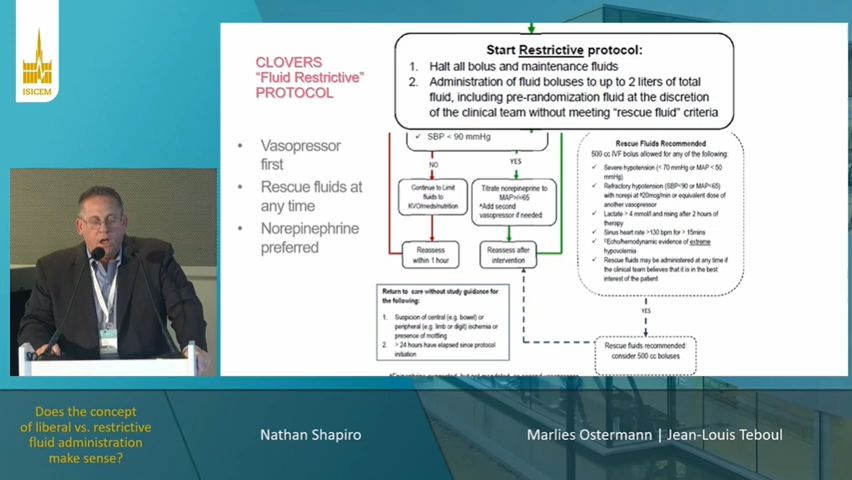 ISICEM
CLOVERS
“Fluid Restrictive”
PROTOCOL
• Vasopressor
first
• Rescue fluids at
any time
• Norepinephrine
preferred
Start Restrictive protocol:
1. Halt all bolus and maintenance fluids
2. Administration of fluid boluses to up to 2 liters of total
fluid, including pre-randomization fluid at the discretion
of the clinical team without meeting “rescue fluid” criteria
✓ SBP < 90 mmHg
NO
YES
Continue to Limit
fluids to
KVO/meds/nutrition
Titrate norepineprine to
MAP>/=65
Add second
vasopressor if needed
Reassess
within 1 hour
Reassess after
intervention
Rescue Fluids Recommended
500 cc IVF bolus allowed for any of the following:
✓ Severe hypotension (< 70 mmHg or MAP < 50
mmHg)
✓ Refractory hypotension (SBP<90 or MAP<65)
with norepi at 20mcg/min or equivalent dose of
another vasopressor
✓ Lactate > 4 mmol/l and rising after 2 hours of
therapy
✓ Sinus heart rate >130 bpm for > 15mins
✓ Echo/hemodynamic evidence of extreme
hypovolemia
✓ Rescue fluids may be administered at any time if
the clinical team believes that it is in the best
interest of the patient
YES
Rescue fluids recommended:
consider 500 cc boluses
Return to care without study guidance for
the following:
1. Suspicion of central (e.g. bowel) or
peripheral (e.g. limb or digit) ischemia or
presence of mottling
2. > 24 hours have elapsed since protocol
initiation
Does the concept
of liberal vs. restrictive
fluid administration
make sense?
Nathan Shapiro
Marlies Ostermann | Jean-Louis Teboul